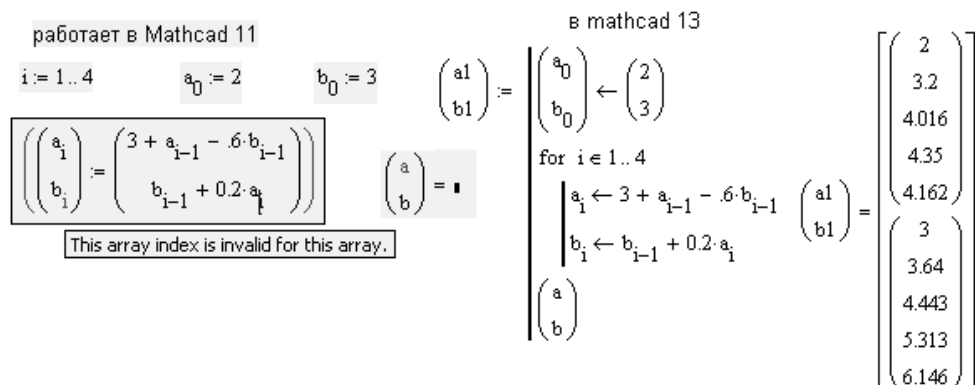 работает в Mathcad 11
i := 1 .. 4   a₀ := 2   b₀ := 3
(aᵢ bᵢ) := (3 + aᵢ₋₁ − .6·bᵢ₋₁   bᵢ₋₁ + 0.2·aᵢ)
(a b) = ▪
This array index is invalid for this array.
в mathcad 13
(a1 b1) :=
(a₀ b₀) ← (2 3)
for i ∈ 1 .. 4
aᵢ ← 3 + aᵢ₋₁ − .6·bᵢ₋₁
bᵢ ← bᵢ₋₁ + 0.2·aᵢ
(a b)
(a1 b1) =
2
3.2
4.016
4.35
4.162
3
3.64
4.443
5.313
6.146